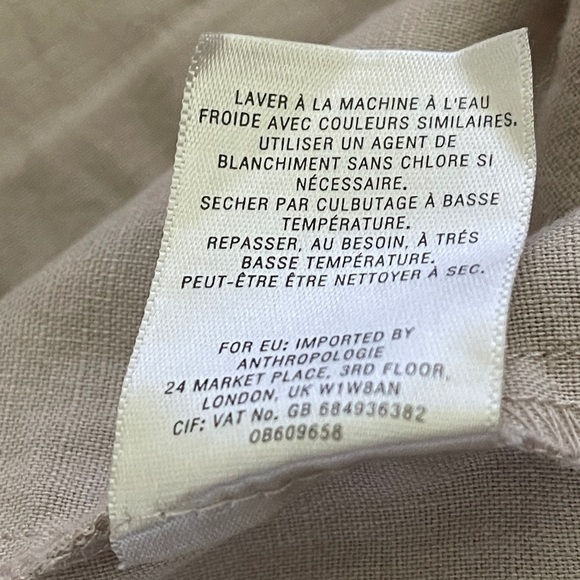 LAVER À LA MACHINE À L'EAU
FROIDE AVEC COULEURS SIMILAIRES.
UTILISER UN AGENT DE
BLANCHIMENT SANS CHLORE SI
NÉCESSAIRE.
SECHER PAR CULBUTAGE À BASSE
TEMPÉRATURE.
REPASSER, AU BESOIN, À TRÉS
BASSE TEMPÉRATURE.
PEUT-ÊTRE ÊTRE NETTOYER À SEC.
FOR EU: IMPORTED BY
ANTHROPOLOGIE
24 MARKET PLACE, 3RD FLOOR,
LONDON, UK W1W8AN
CIF: VAT No. GB 684936382
0B609658